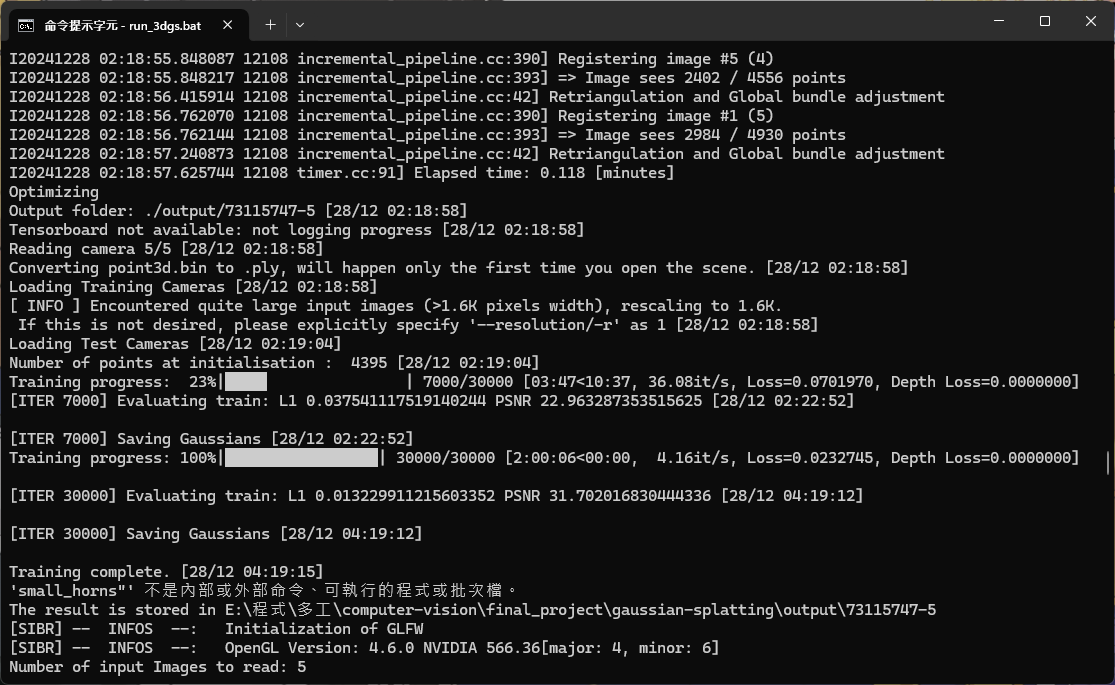 命令提示字元 - run_3dgs.bat
I20241228 02:18:55.848087 12108 incremental_pipeline.cc:390] Registering image #5 (4)
I20241228 02:18:55.848217 12108 incremental_pipeline.cc:393] => Image sees 2402 / 4556 points
I20241228 02:18:56.415914 12108 incremental_pipeline.cc:42] Retriangulation and Global bundle adjustment
I20241228 02:18:56.762070 12108 incremental_pipeline.cc:390] Registering image #1 (5)
I20241228 02:18:56.762144 12108 incremental_pipeline.cc:393] => Image sees 2984 / 4930 points
I20241228 02:18:57.240873 12108 incremental_pipeline.cc:42] Retriangulation and Global bundle adjustment
I20241228 02:18:57.625744 12108 timer.cc:91] Elapsed time: 0.118 [minutes]
Optimizing
Output folder: ./output/73115747-5 [28/12 02:18:58]
Tensorboard not available: not logging progress [28/12 02:18:58]
Reading camera 5/5 [28/12 02:18:58]
Converting point3d.bin to .ply, will happen only the first time you open the scene. [28/12 02:18:58]
Loading Training Cameras [28/12 02:18:58]
[ INFO ] Encountered quite large input images (>1.6K pixels width), rescaling to 1.6K.
 If this is not desired, please explicitly specify '--resolution/-r' as 1 [28/12 02:18:58]
Loading Test Cameras [28/12 02:19:04]
Number of points at initialisation :  4395 [28/12 02:19:04]
Training progress:  23%| | 7000/30000 [03:47<10:37, 36.08it/s, Loss=0.0701970, Depth Loss=0.0000000]
[ITER 7000] Evaluating train: L1 0.037541117519140244 PSNR 22.963287353515625 [28/12 02:22:52]
[ITER 7000] Saving Gaussians [28/12 02:22:52]
Training progress: 100%| | 30000/30000 [2:00:06<00:00,  4.16it/s, Loss=0.0232745, Depth Loss=0.0000000]
[ITER 30000] Evaluating train: L1 0.013229911215603352 PSNR 31.702016830444336 [28/12 04:19:12]
[ITER 30000] Saving Gaussians [28/12 04:19:12]
Training complete. [28/12 04:19:15]
'small_horns"' 不是內部或外部命令、可執行的程式或批次檔。
The result is stored in E:\程式\多工\computer-vision\final_project\gaussian-splatting\output\73115747-5
[SIBR] --  INFOS  --:   Initialization of GLFW
[SIBR] --  INFOS  --:   OpenGL Version: 4.6.0 NVIDIA 566.36[major: 4, minor: 6]
Number of input Images to read: 5